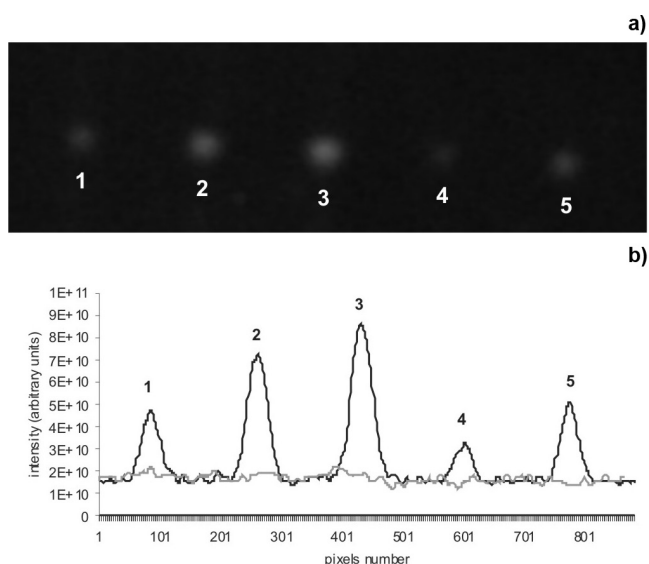 a)
1 2 3 4 5
b)
intensity (arbitrary units)
1E+ 11
9E+ 10
8E+ 10
7E+ 10
6E+ 10
5E+ 10
4E+ 10
3E+ 10
2E+ 10
1E+ 10
0
1 2 3 4 5
1 101 201 301 401 501 601 701 801
pixels number